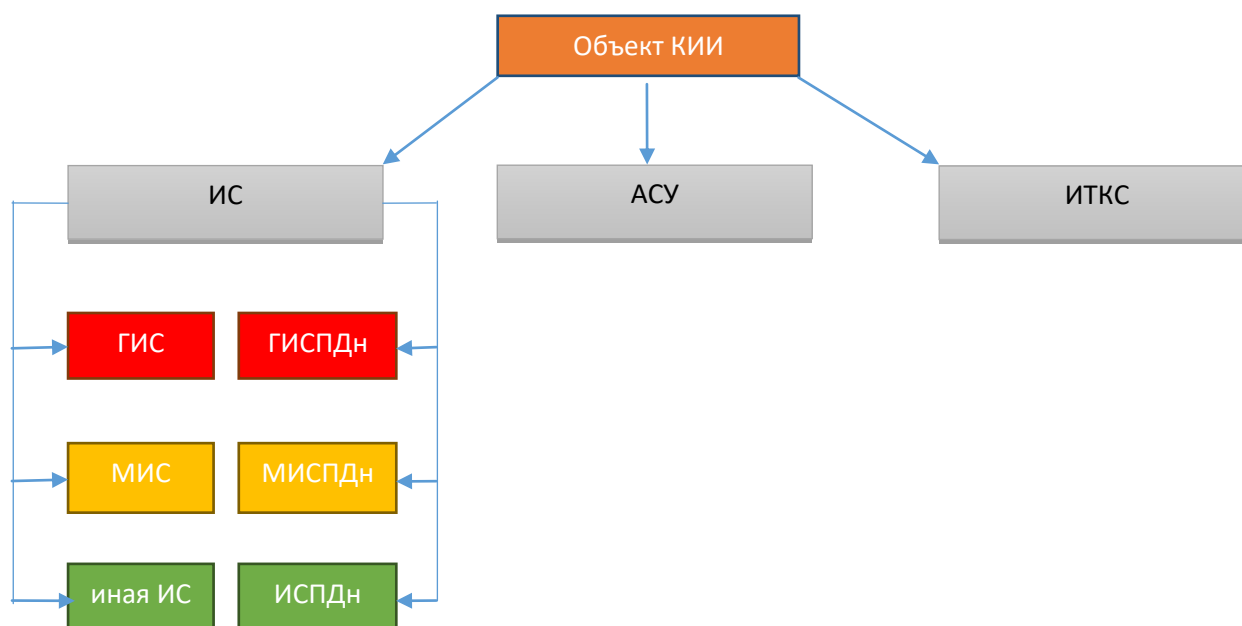 Объект КИИ
ИС
АСУ
ИТКС
ГИС
ГИСПДн
МИС
МИСПДн
иная ИС
ИСПДн